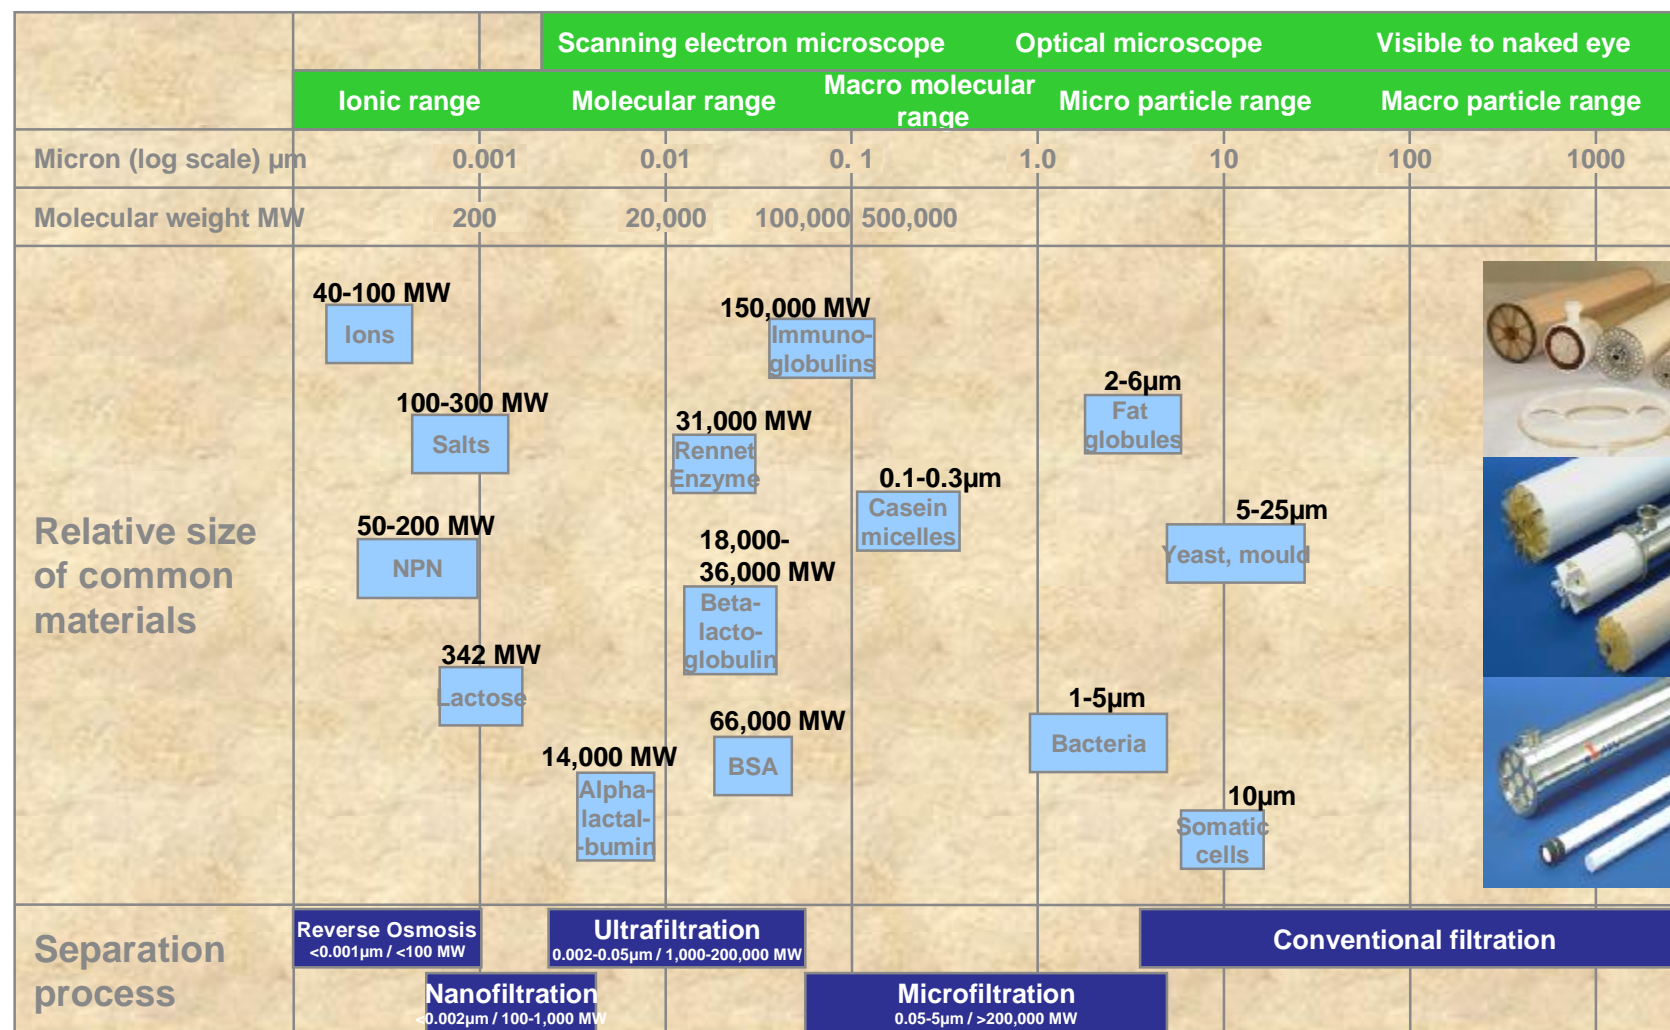 Scanning electron microscope Optical microscope Visible to naked eye
Ionic range Molecular range Macro molecular range Micro particle range Macro particle range
Micron (log scale) µm 0.001 0.01 0. 1 1.0 10 100 1000
Molecular weight MW 200 20,000 100,000 500,000
Relative size
of common
materials
40-100 MW
Ions
150,000 MW
Immuno-
globulins
2-6µm
Fat
globules
100-300 MW
Salts
31,000 MW
Rennet
Enzyme
0.1-0.3µm
Casein
micelles
5-25µm
Yeast, mould
50-200 MW
NPN
18,000-
36,000 MW
Beta-
lacto-
globulin
342 MW
Lactose
66,000 MW
BSA
1-5µm
Bacteria
14,000 MW
Alpha-
lactal-
-bumin
10µm
Somatic
cells
Separation
process
Reverse Osmosis
<0.001µm / <100 MW
Ultrafiltration
0.002-0.05µm / 1,000-200,000 MW
Conventional filtration
Nanofiltration
<0.002µm / 100-1,000 MW
Microfiltration
0.05-5µm / >200,000 MW